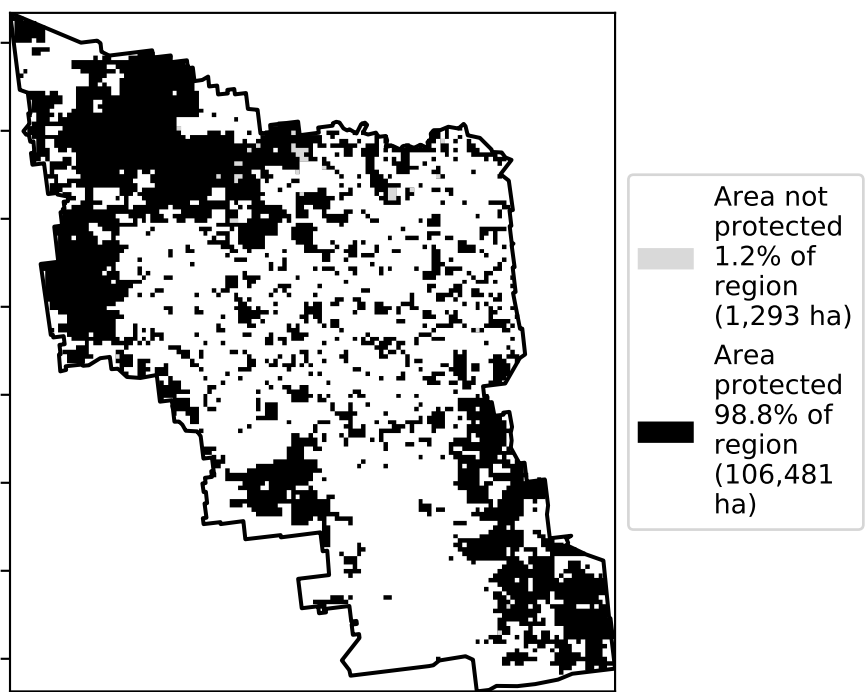 Area not
protected
1.2% of
region
(1,293 ha)
Area
protected
98.8% of
region
(106,481
ha)